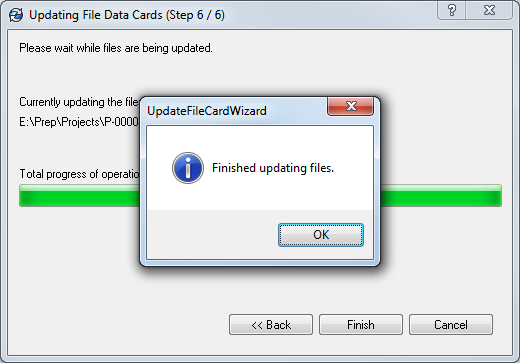 Updating File Data Cards (Step 6 / 6)
Please wait while files are being updated.
Currently updating the file
E:\Prep\Projects\P-0000
Total progress of operatio
UpdateFileCardWizard
Finished updating files.
OK
<< Back
Finish
Cancel